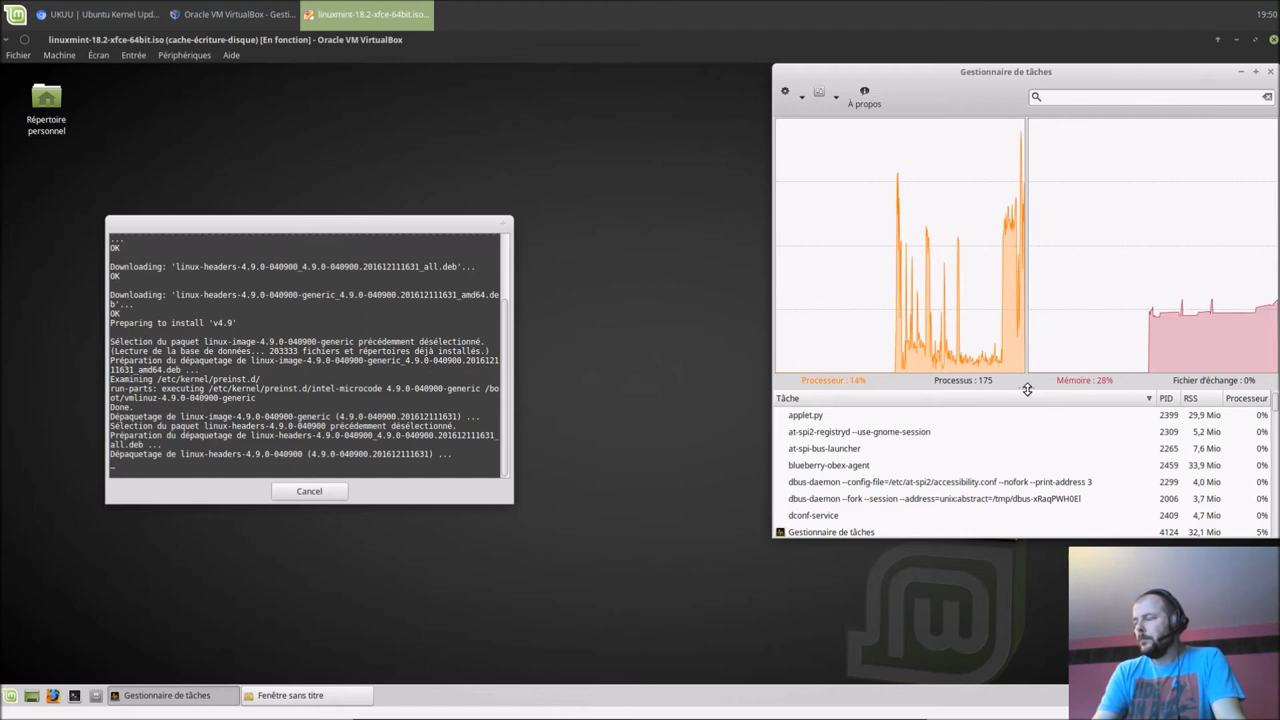 UKUU | Ubuntu Kernel Upd...
Oracle VM VirtualBox - Gesti...
linuxmint-18.2-xfce-64bit.iso...
19:50
linuxmint-18.2-xfce-64bit.iso (cache-écriture-disque) [En fonction] - Oracle VM VirtualBox
Fichier Machine Écran Entrée Périphériques Aide
Répertoire
personnel
...
OK
Downloading: 'linux-headers-4.9.0-040900_4.9.0-040900.201612111631_all.deb'...
OK
Downloading: 'linux-headers-4.9.0-040900-generic_4.9.0-040900.201612111631_amd64.de
b'...
OK
Preparing to install 'v4.9'
Sélection du paquet linux-image-4.9.0-040900-generic précédemment désélectionné.
(Lecture de la base de données... 203333 fichiers et répertoires déjà installés.)
Préparation du dépaquetage de linux-image-4.9.0-040900-generic_4.9.0-040900.201612
111631_amd64.deb ...
Examining /etc/kernel/preinst.d/
run-parts: executing /etc/kernel/preinst.d/intel-microcode 4.9.0-040900-generic /bo
ot/vmlinuz-4.9.0-040900-generic
Done.
Dépaquetage de linux-image-4.9.0-040900-generic (4.9.0-040900.201612111631) ...
Sélection du paquet linux-headers-4.9.0-040900 précédemment désélectionné.
Préparation du dépaquetage de linux-headers-4.9.0-040900_4.9.0-040900.201612111631_
all.deb ...
Dépaquetage de linux-headers-4.9.0-040900 (4.9.0-040900.201612111631) ...
Cancel
Gestionnaire de tâches
À propos
Processeur : 14% Processus : 175 Mémoire : 28% Fichier d'échange : 0%
Tâche PID RSS Processeur
applet.py 2399 29,9 Mio 0%
at-spi2-registryd --use-gnome-session 2309 5,2 Mio 0%
at-spi-bus-launcher 2265 7,6 Mio 0%
blueberry-obex-agent 2459 33,9 Mio 0%
dbus-daemon --config-file=/etc/at-spi2/accessibility.conf --nofork --print-address 3 2299 4,0 Mio 0%
dbus-daemon --fork --session --address=unix:abstract=/tmp/dbus-xRaqPWH0El 2006 3,7 Mio 0%
dconf-service 2409 4,7 Mio 0%
Gestionnaire de tâches 4124 32,1 Mio 5%
Gestionnaire de tâches
Fenêtre sans titre